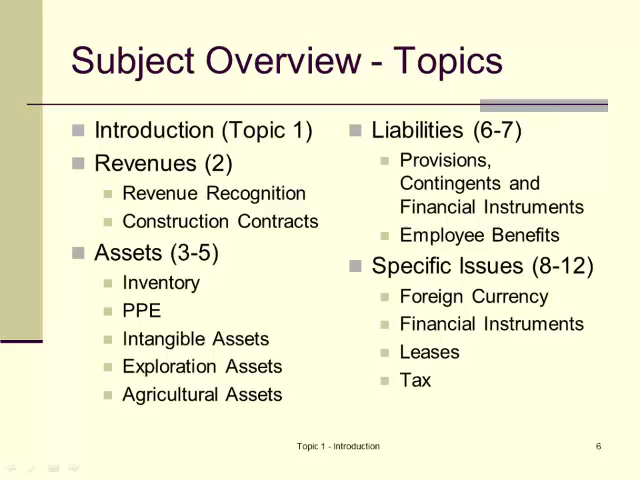 Subject Overview - Topics
Introduction (Topic 1)
Revenues (2)
Revenue Recognition
Construction Contracts
Assets (3-5)
Inventory
PPE
Intangible Assets
Exploration Assets
Agricultural Assets
Liabilities (6-7)
Provisions,
Contingents and
Financial Instruments
Employee Benefits
Specific Issues (8-12)
Foreign Currency
Financial Instruments
Leases
Tax
Topic 1 - Introduction
6